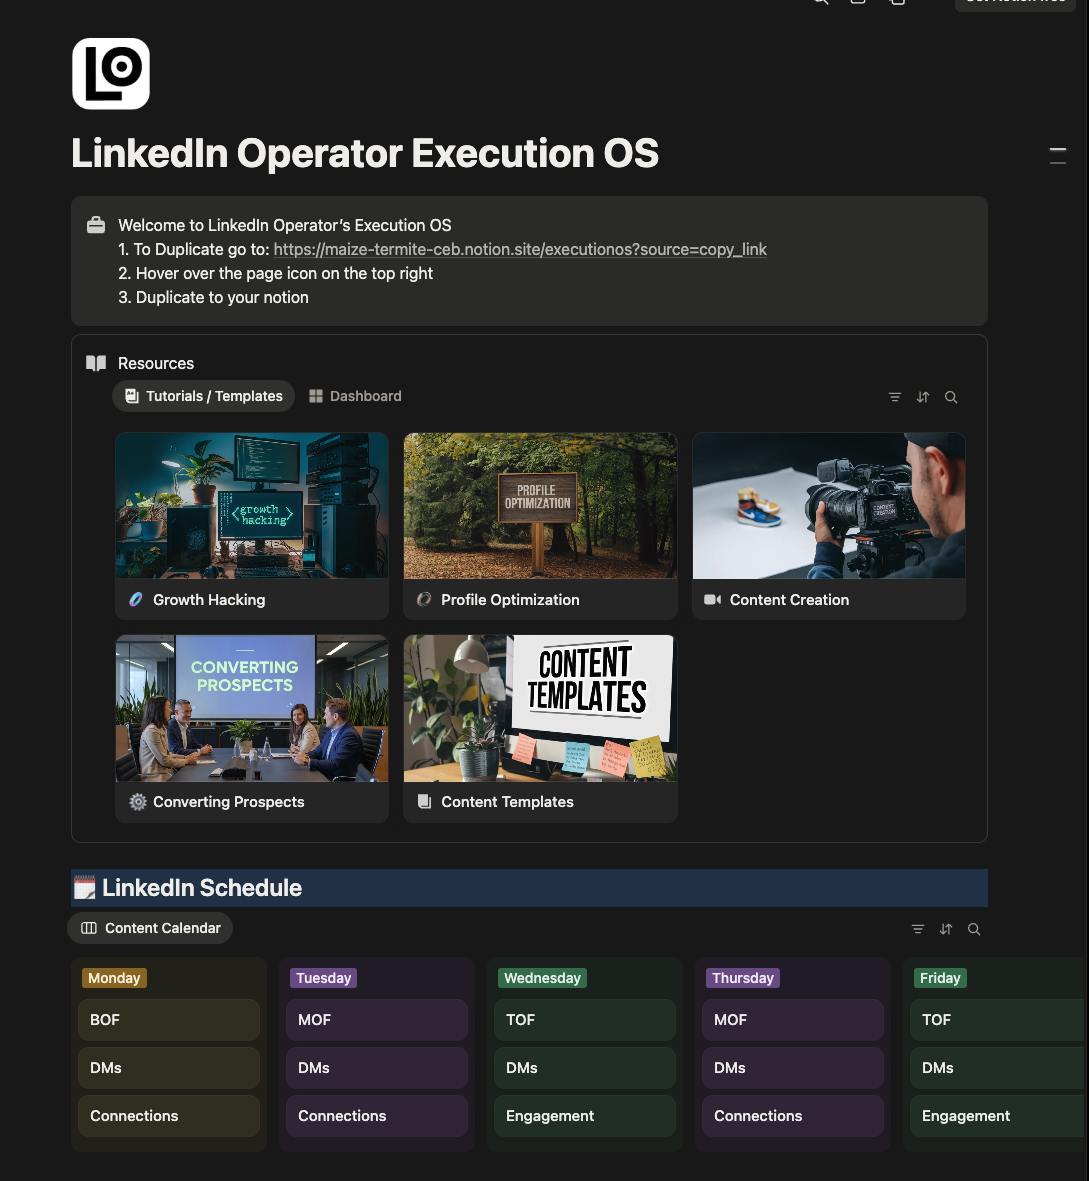 LO
LinkedIn Operator Execution OS
Welcome to LinkedIn Operator's Execution OS
1. To Duplicate go to: https://maize-termite-ceb.notion.site/executionos?source=copy_link
2. Hover over the page icon on the top right
3. Duplicate to your notion
Resources
Tutorials / Templates
Dashboard
<growth
hacking>
PROFILE
OPTIMIZATION
CONTENT
CREATION
Growth Hacking
Profile Optimization
Content Creation
CONVERTING
PROSPECTS
CONTENT
TEMPLATES
Converting Prospects
Content Templates
LinkedIn Schedule
Content Calendar
Monday
Tuesday
Wednesday
Thursday
Friday
BOF
MOF
TOF
MOF
TOF
DMs
DMs
DMs
DMs
DMs
Connections
Connections
Engagement
Connections
Engagement